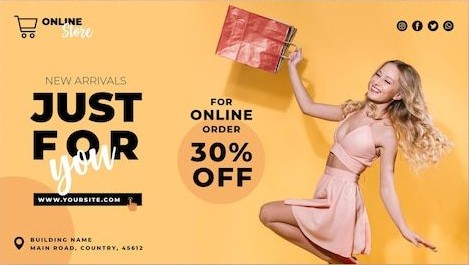 ONLINE
Store
NEW ARRIVALS
JUST
FOR
you
WWW.YOURSITE.COM
FOR
ONLINE
ORDER
30%
OFF
BUILDING NAME
MAIN ROAD, COUNTRY, 45612